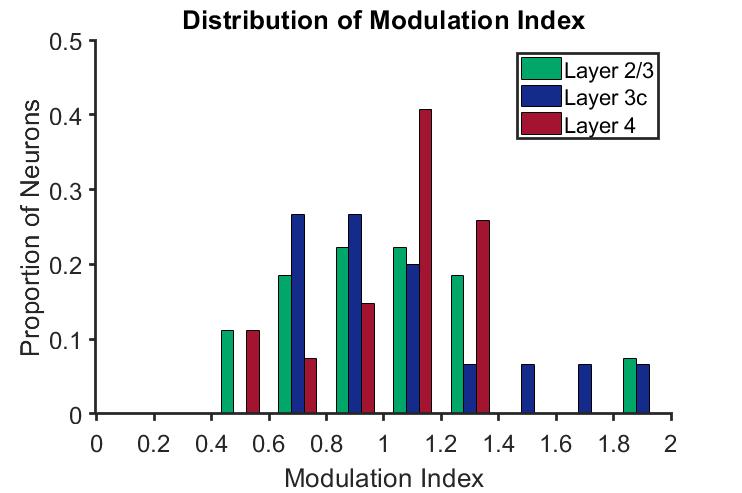 Distribution of Modulation Index
0.5
0.4
0.3
0.2
0.1
0
Proportion of Neurons
Layer 2/3
Layer 3c
Layer 4
0 0.2 0.4 0.6 0.8 1 1.2 1.4 1.6 1.8 2
Modulation Index